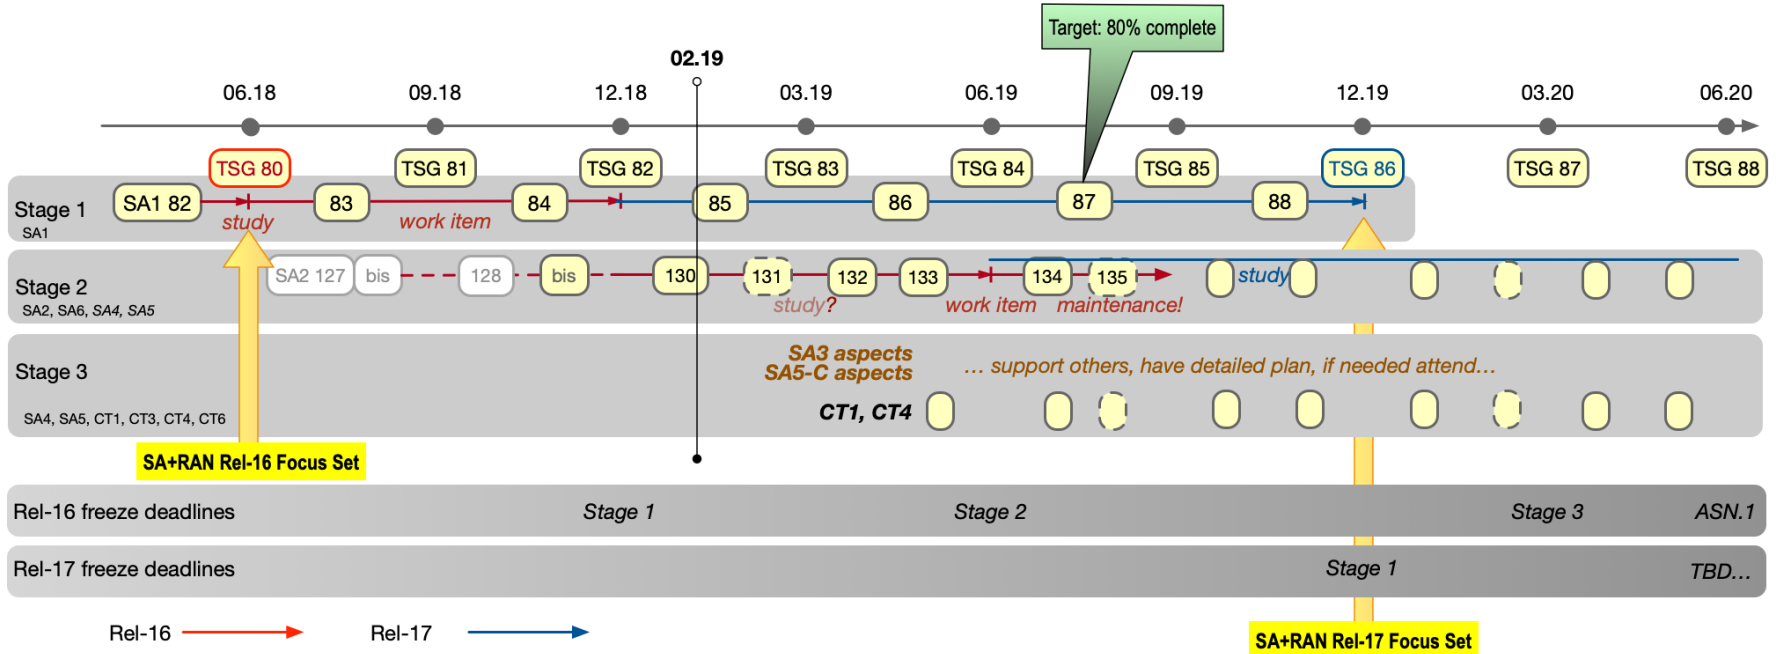 Target: 80% complete
02.19
06.18 09.18 12.18 03.19 06.19 09.19 12.19 03.20 06.20
TSG 80 TSG 81 TSG 82 TSG 83 TSG 84 TSG 85 TSG 86 TSG 87 TSG 88
Stage 1
SA1
SA1 82 83 84 85 86 87 88
study work item
Stage 2
SA2, SA6, SA4, SA5
SA2 127 bis 128 bis 130 131 132 133 134 135 study
study? work item maintenance!
Stage 3
SA4, SA5, CT1, CT3, CT4, CT6
SA3 aspects
SA5-C aspects
… support others, have detailed plan, if needed attend…
CT1, CT4
SA+RAN Rel-16 Focus Set
Rel-16 freeze deadlines Stage 1 Stage 2 Stage 3 ASN.1
Rel-17 freeze deadlines Stage 1 TBD…
Rel-16 Rel-17
SA+RAN Rel-17 Focus Set